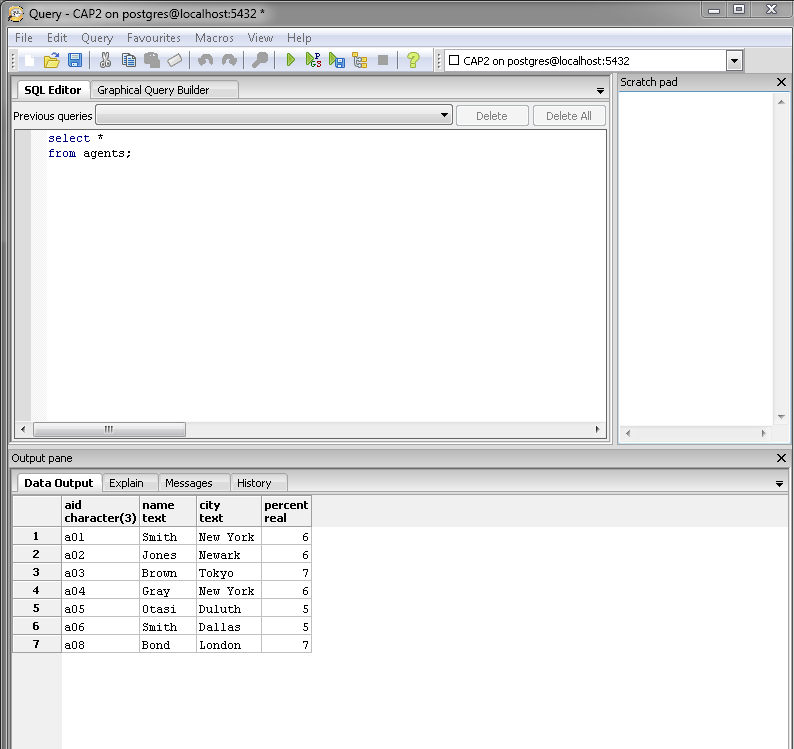 Query - CAP2 on postgres@localhost:5432 *
File Edit Query Favourites Macros View Help
CAP2 on postgres@localhost:5432
SQL Editor Graphical Query Builder
Scratch pad
Previous queries Delete Delete All
select *
from agents;
Output pane
Data Output Explain Messages History
aid name city percent
character(3) text text real
1 a01 Smith New York 6
2 a02 Jones Newark 6
3 a03 Brown Tokyo 7
4 a04 Gray New York 6
5 a05 Otasi Duluth 5
6 a06 Smith Dallas 5
7 a08 Bond London 7